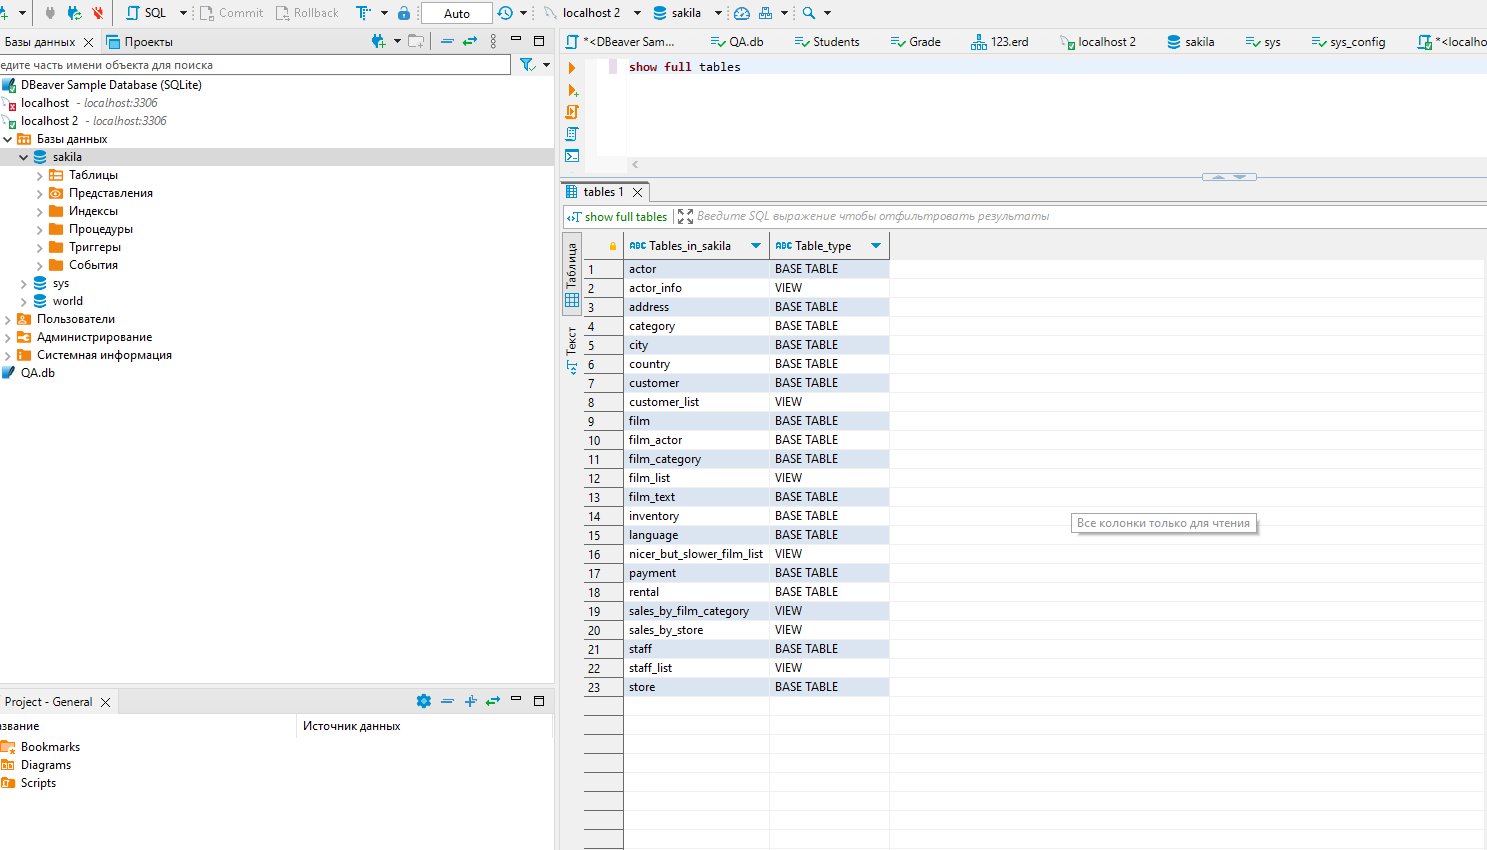 SQL Commit Rollback Auto localhost 2 sakila
Базы данных Проекты
едите часть имени объекта для поиска
DBeaver Sample Database (SQLite)
localhost - localhost:3306
localhost 2 - localhost:3306
Базы данных
sakila
Таблицы
Представления
Индексы
Процедуры
Триггеры
События
sys
world
Пользователи
Администрирование
Системная информация
QA.db
Project - General
азвание Источник данных
Bookmarks
Diagrams
Scripts
*<DBeaver Sam... QA.db Students Grade 123.erd localhost 2 sakila sys sys_config *<localho
show full tables
tables 1
show full tables Введите SQL выражение чтобы отфильтровать результаты
Таблица
Текст
ABC Tables_in_sakila ABC Table_type
1 actor BASE TABLE
2 actor_info VIEW
3 address BASE TABLE
4 category BASE TABLE
5 city BASE TABLE
6 country BASE TABLE
7 customer BASE TABLE
8 customer_list VIEW
9 film BASE TABLE
10 film_actor BASE TABLE
11 film_category BASE TABLE
12 film_list VIEW
13 film_text BASE TABLE
14 inventory BASE TABLE
15 language BASE TABLE
16 nicer_but_slower_film_list VIEW
17 payment BASE TABLE
18 rental BASE TABLE
19 sales_by_film_category VIEW
20 sales_by_store VIEW
21 staff BASE TABLE
22 staff_list VIEW
23 store BASE TABLE
Все колонки только для чтения